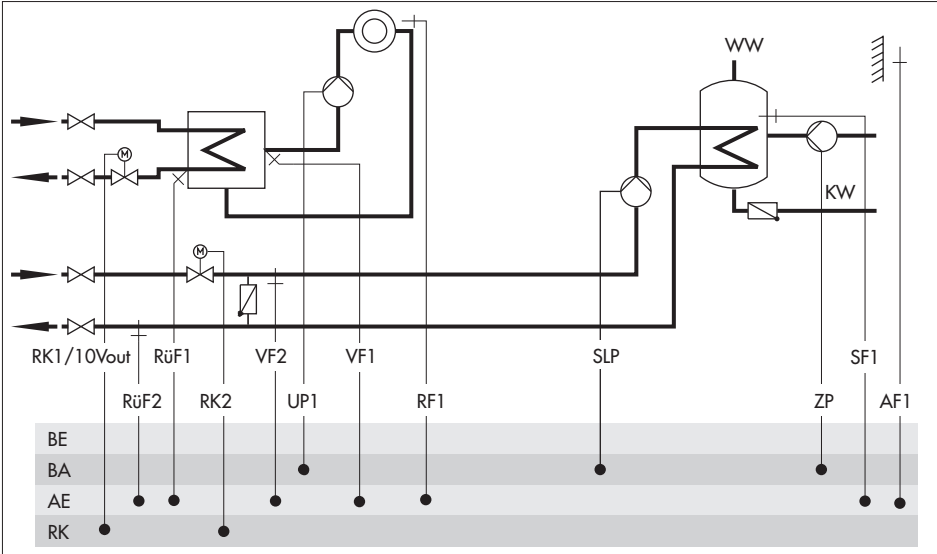 WW
M
KW
M
RK1/10Vout RüF1 VF2 VF1 SLP SF1
RüF2 RK2 UP1 RF1 ZP AF1
BE
BA
AE
RK